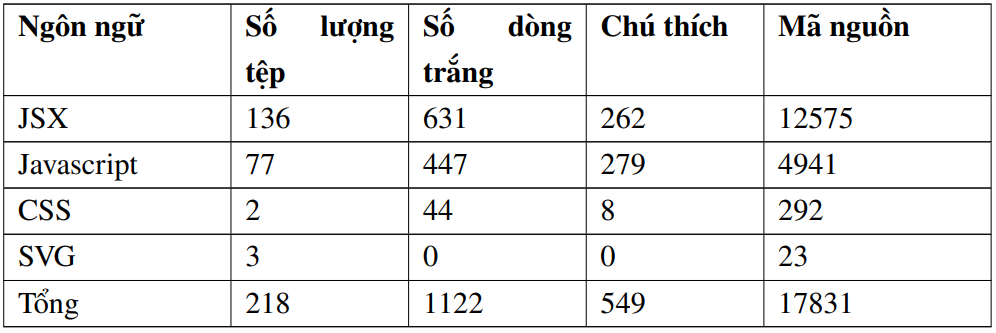 Ngôn ngữ Số lượng tệp Số dòng trắng Chú thích Mã nguồn
JSX 136 631 262 12575
Javascript 77 447 279 4941
CSS 2 44 8 292
SVG 3 0 0 23
Tổng 218 1122 549 17831